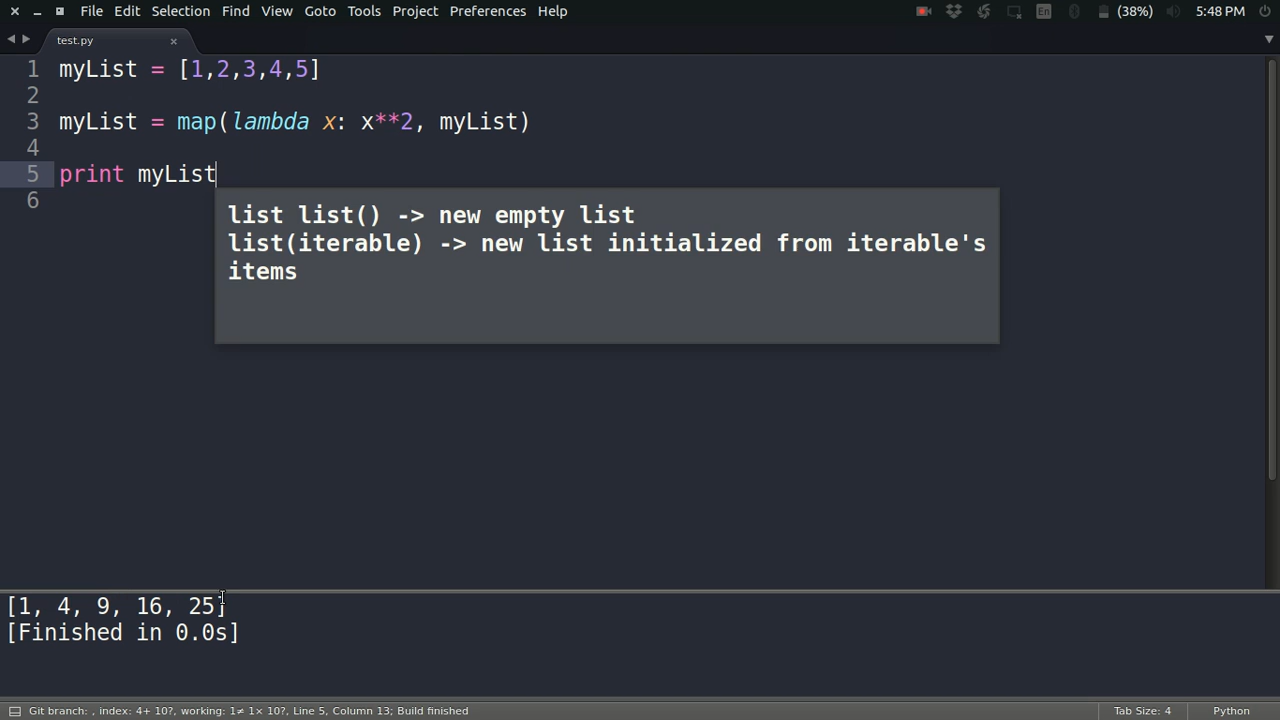 File Edit Selection Find View Goto Tools Project Preferences Help En (38%) 5:48 PM
test.py
1 myList = [1,2,3,4,5]
2
3 myList = map(lambda x: x**2, myList)
4
5 print myList
6
list list() -> new empty list
list(iterable) -> new list initialized from iterable's
items
[1, 4, 9, 16, 25]
[Finished in 0.0s]
Git branch: , index: 4+ 10?, working: 1≠ 1× 10?, Line 5, Column 13; Build finished Tab Size: 4 Python